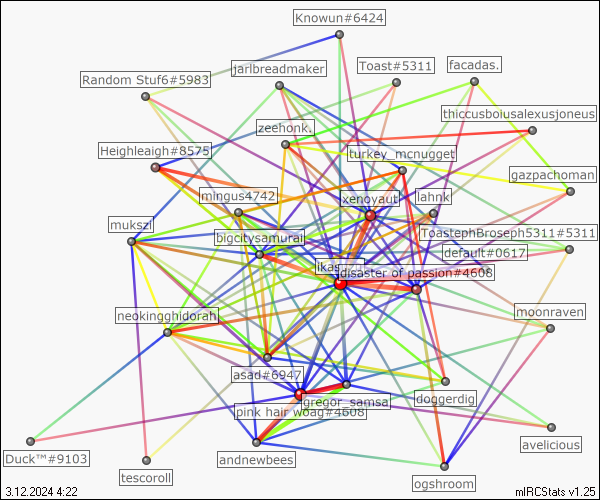 Knowun#6424
jarlbreadmaker
Toast#5311
facadas.
Random Stuf6#5983
thiccusboiusalexusjoneus
zeehonk.
Heighleaigh#8575
turkey_mcnugget
gazpachoman
mingus4742
xenoyaut
lahnk
mukszi
bigcitysamurai
ToastephBroseph5311#5311
default#0617
disaster of passion#4608
neokingghidorah
moonraven
asad#6947
gregor_samsa
doggerdig
pink hair woag#4608
Duck™#9103
andnewbees
avelicious
tescoroll
ogshroom
3.12.2024 4:22
mIRCStats v1.25